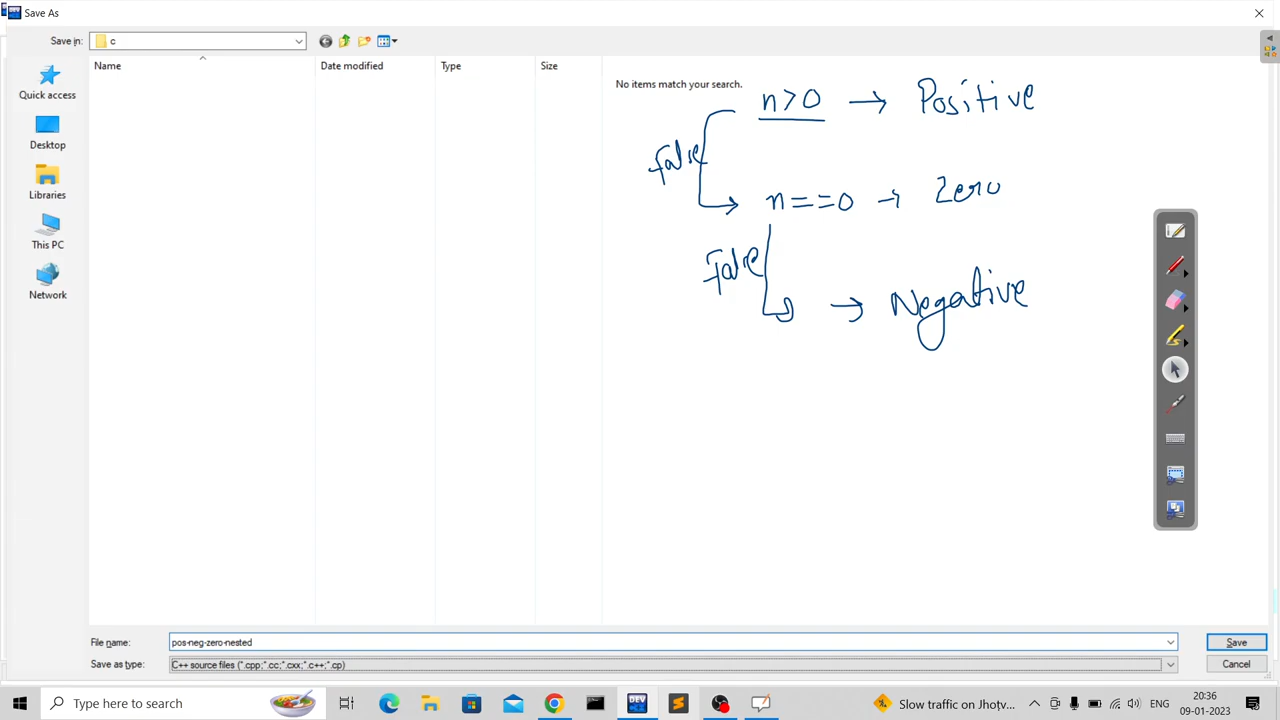 Save As
Save in: c
Name Date modified Type Size
No items match your search.
Quick access
Desktop
Libraries
This PC
Network
n>0 → Positive
false
n==0 → Zero
false
→ Negative
File name: pos-neg-zero-nested
Save
Save as type: C++ source files (*.cpp;*.cc;*.cxx;*.c++;*.cp)
Cancel
Type here to search
DEV
Slow traffic on Jhotv...
ENG
20:36
09-01-2023